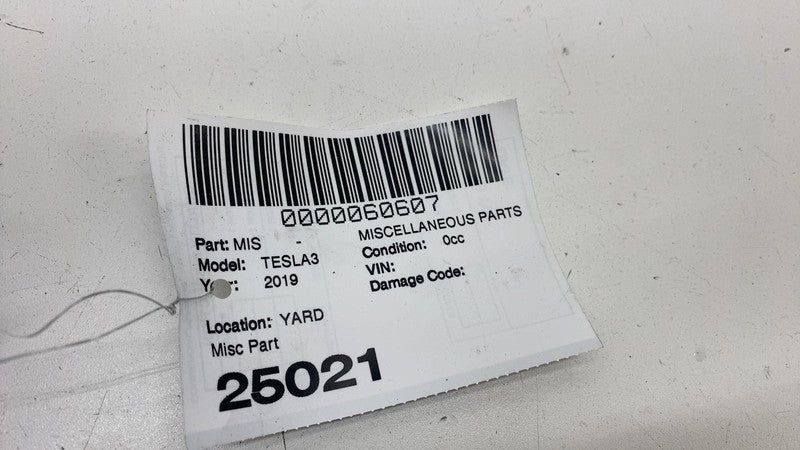 0000060607
Part: MIS - MISCELLANEOUS PARTS
Model: TESLA3 Condition: 0cc
Year: 2019 VIN:
Damage Code:
Location: YARD
Misc Part
25021